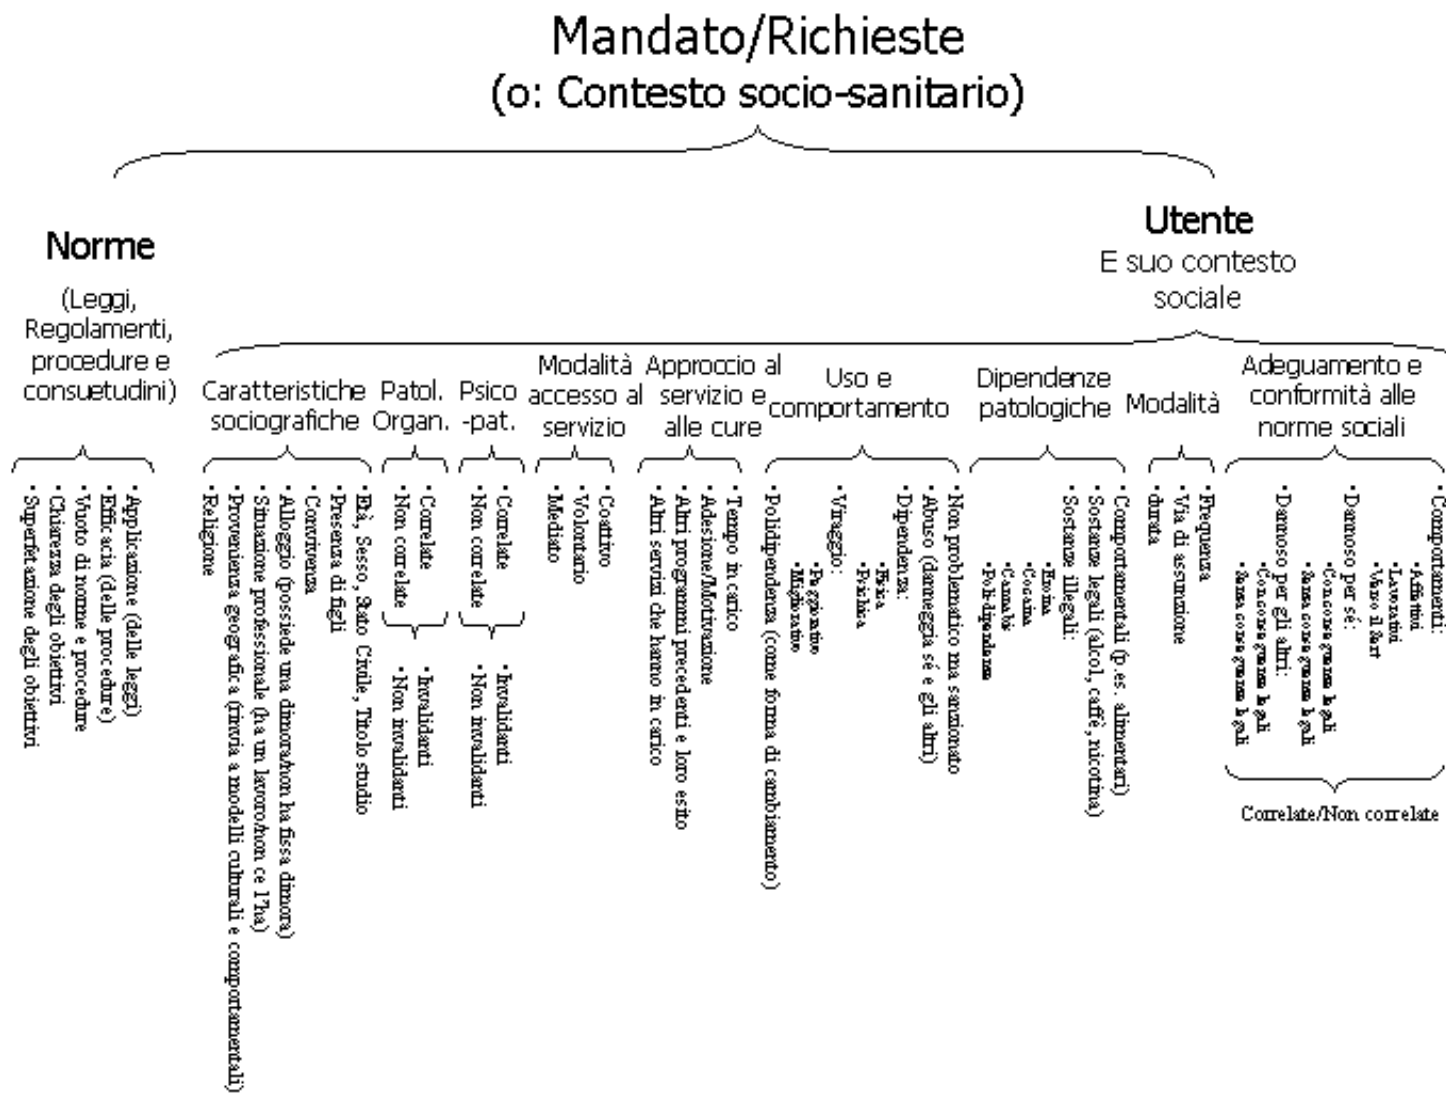 Mandato/Richieste
(o: Contesto socio-sanitario)
Norme
(Leggi,
Regolamenti,
procedure e
consuetudini)
Applicazione (delle leggi)
Efficacia (delle procedure)
Vuoto di norme e procedure
Chiarezza degli obiettivi
Superfetazione degli obiettivi
Utente
E suo contesto
sociale
Caratteristiche
sociografiche
Età, Sesso, Stato Civile, Titolo studio
Presenza di figli
Convivenza
Alloggio (possiede una dimora/non ha fissa dimora)
Situazione professionale (ha un lavoro/non ce l'ha)
Provenienza geografica (rinvia a modelli culturali e comportamentali)
Religione
Patol.
Organ.
Correlate
Non correlate
Invalidanti
Non invalidanti
Psico
-pat.
Correlate
Non correlate
Invalidanti
Non invalidanti
Modalità
accesso al
servizio
Coattivo
Volontario
Mediato
Approccio al
servizio e
alle cure
Tempo in carico
Adesione/Motivazione
Altri programmi precedenti e loro esito
Altri servizi che hanno in carico
Uso e
comportamento
Non problematico ma sanzionato
Abuso (danneggia sé e gli altri)
Dipendenza:
Fisica
Psichica
Viraggio:
Peggiorativo
Migliorativo
Polidipendenza (come forma di cambiamento)
Dipendenze
patologiche
Comportamentali (p.es. alimentari)
Sostanze legali (alcol, caffè, nicotina)
Sostanze illegali:
Eroina
Cocaina
Cannabis
Poli-dipendenze
Modalità
Frequenza
Via di assunzione
durata
Adeguamento e
conformità alle
norme sociali
Comportamenti:
Affettivi
Lavorativi
Verso il Sert
Dannoso per sé:
Con conseguenze legali
Senza conseguenze legali
Dannoso per gli altri:
Con conseguenze legali
Senza conseguenze legali
Correlate/Non correlate